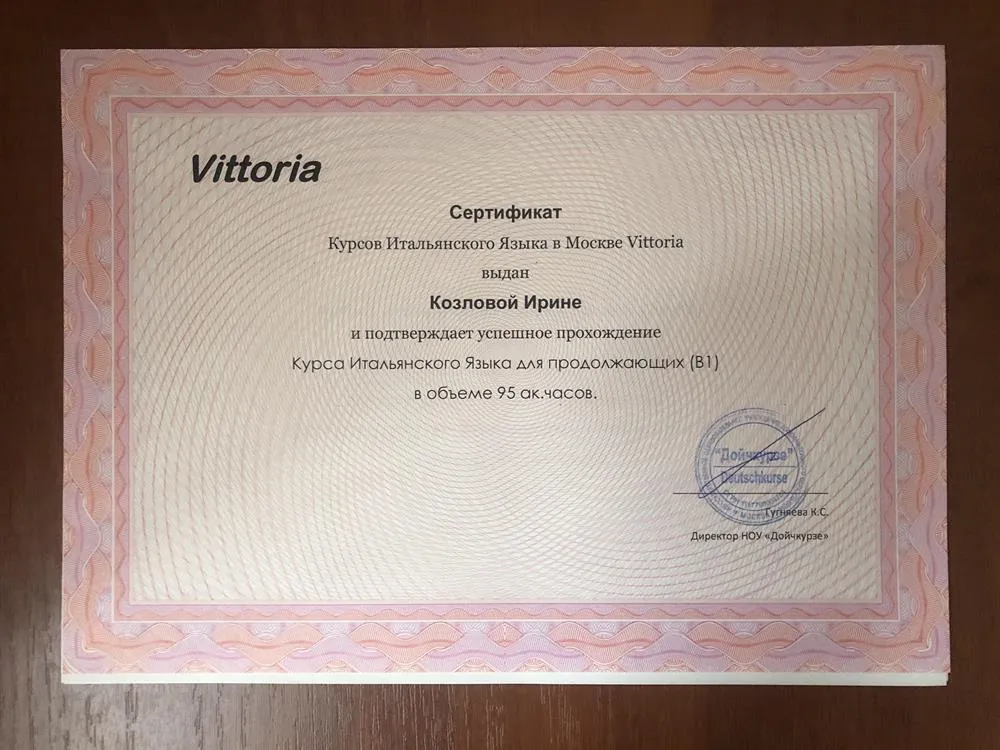 Vittoria
Сертификат
Курсов Итальянского Языка в Москве Vittoria
выдан
Козловой Ирине
и подтверждает успешное прохождение
Курса Итальянского Языка для продолжающих (В1)
в объеме 95 ак.часов.
"Дойчкурзе"
Deutschkurse
Гугняева К.С.
Директор НОУ «Дойчкурзе»